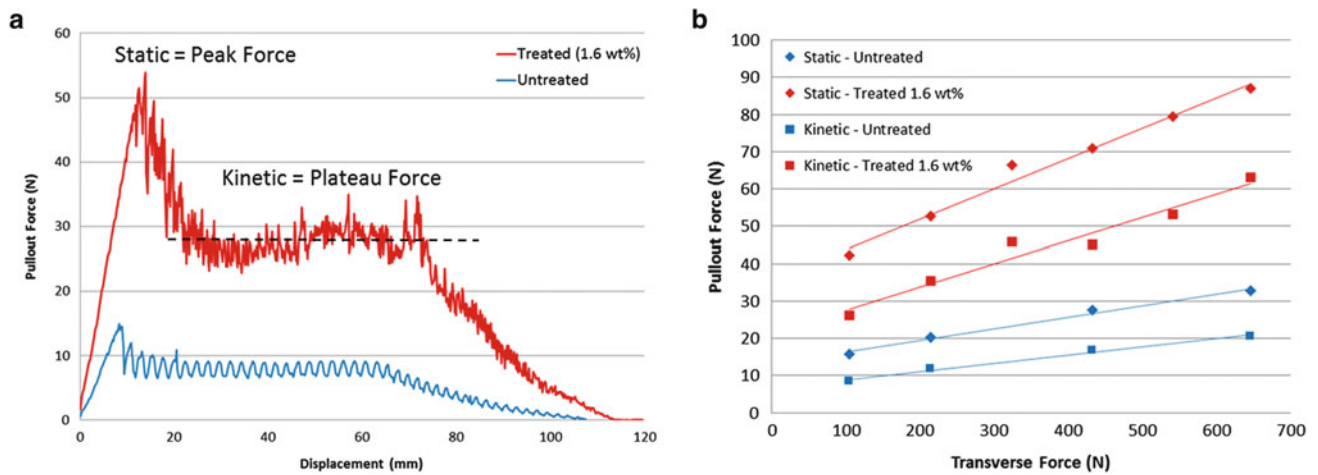 a
60
50
40
30
20
10
0
Pullout Force (N)
Static = Peak Force
Treated (1.6 wt%)
Untreated
Kinetic = Plateau Force
0 20 40 60 80 100 120
Displacement (mm)
b
100
90
80
70
60
50
40
30
20
10
0
Pullout Force (N)
Static - Untreated
Static - Treated 1.6 wt%
Kinetic - Untreated
Kinetic - Treated 1.6 wt%
0 100 200 300 400 500 600 700
Transverse Force (N)